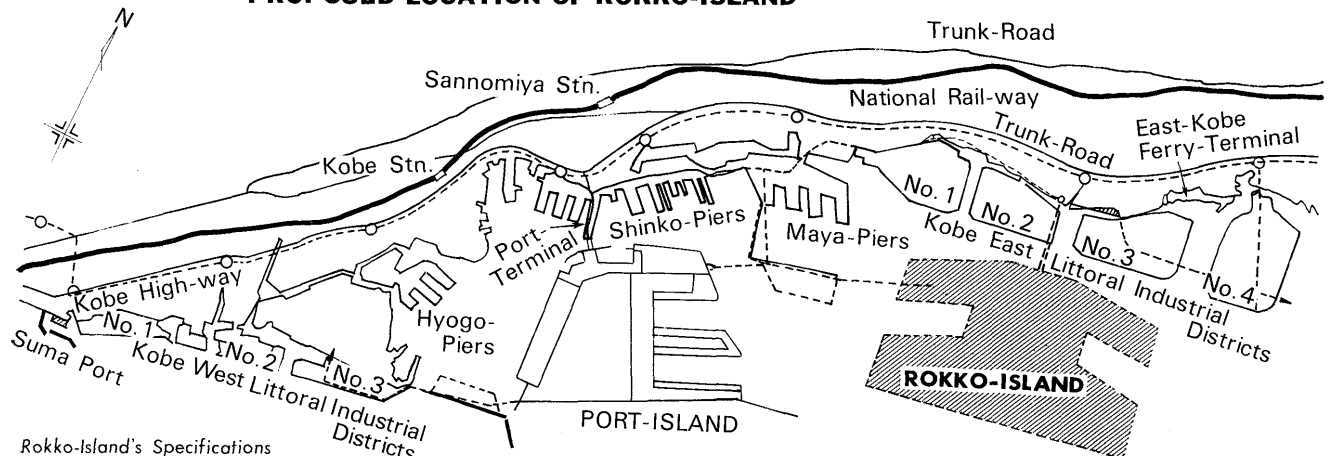 PROPOSED LOCATION OF ROKKO-ISLAND
N
Trunk-Road
Sannomiya Stn.
National Rail-way
Trunk-Road
East-Kobe
Ferry-Terminal
Kobe Stn.
No. 1
No. 2
No. 3
No. 4
Kobe East Littoral Industrial
Districts
Port-
Terminal
Shinko-Piers
Maya-Piers
Kobe High-way
Hyogo-
Piers
No. 1
No. 2
No. 3
Suma Port
Kobe West Littoral Industrial
Districts
PORT-ISLAND
ROKKO-ISLAND
Rokko-Island's Specifications